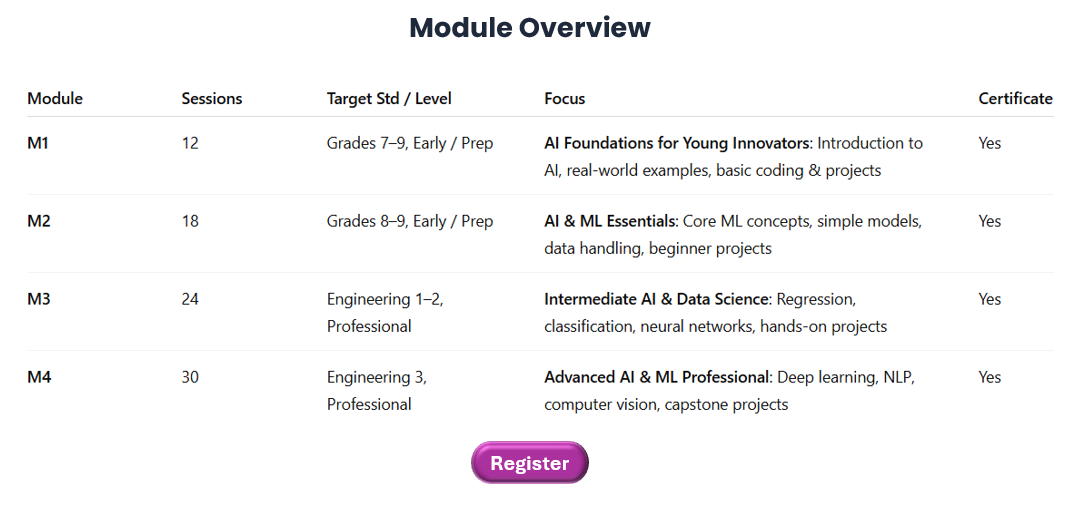 Module Overview
Module Sessions Target Std / Level Focus Certificate
M1 12 Grades 7–9, Early / Prep AI Foundations for Young Innovators: Introduction to Yes
AI, real-world examples, basic coding & projects
M2 18 Grades 8–9, Early / Prep AI & ML Essentials: Core ML concepts, simple models, Yes
data handling, beginner projects
M3 24 Engineering 1–2, Intermediate AI & Data Science: Regression, Yes
Professional classification, neural networks, hands-on projects
M4 30 Engineering 3, Advanced AI & ML Professional: Deep learning, NLP, Yes
Professional computer vision, capstone projects
Register